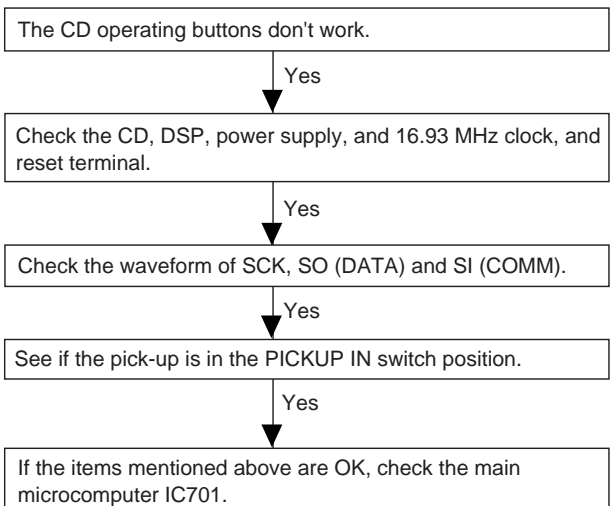 The CD operating buttons don't work.
Yes
Check the CD, DSP, power supply, and 16.93 MHz clock, and
reset terminal.
Yes
Check the waveform of SCK, SO (DATA) and SI (COMM).
Yes
See if the pick-up is in the PICKUP IN switch position.
Yes
If the items mentioned above are OK, check the main
microcomputer IC701.